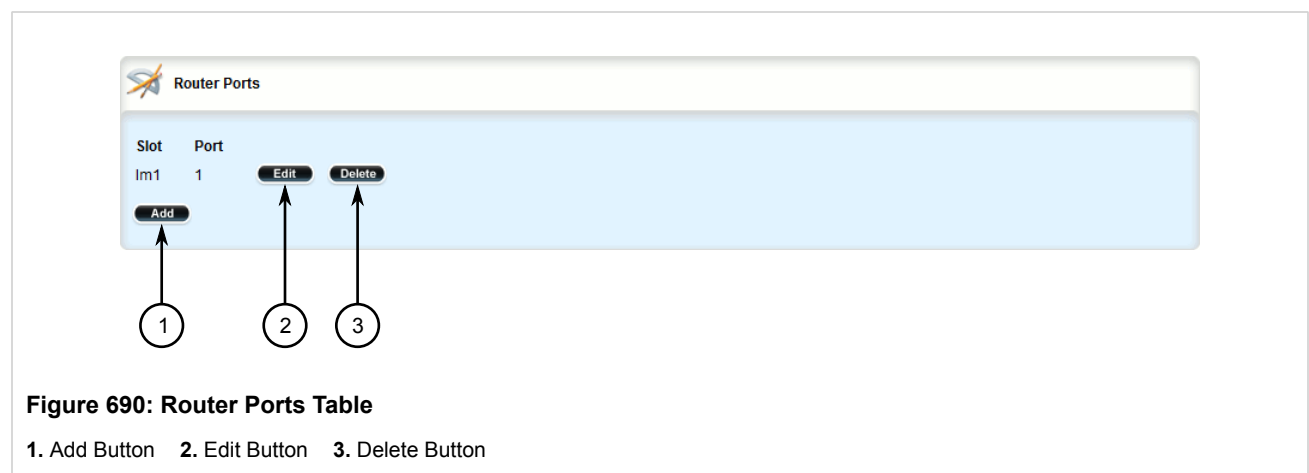 Router Ports
Slot Port
lm1 1 Edit Delete
Add
1 2 3
Figure 690: Router Ports Table
1. Add Button 2. Edit Button 3. Delete Button